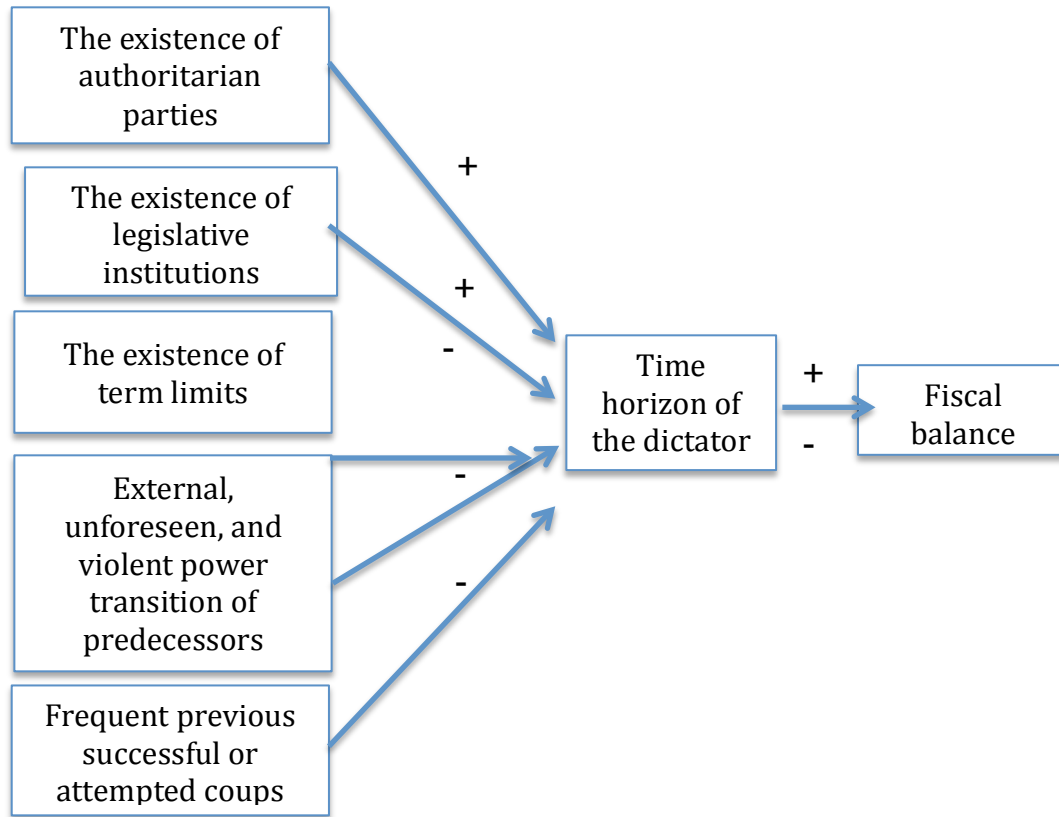 The existence of
authoritarian
parties
+
The existence of
legislative
institutions
+
-
The existence of
term limits
Time
horizon of
the dictator
+
-
Fiscal
balance
External,
unforeseen, and
violent power
transition of
predecessors
-
-
Frequent previous
successful or
attempted coups